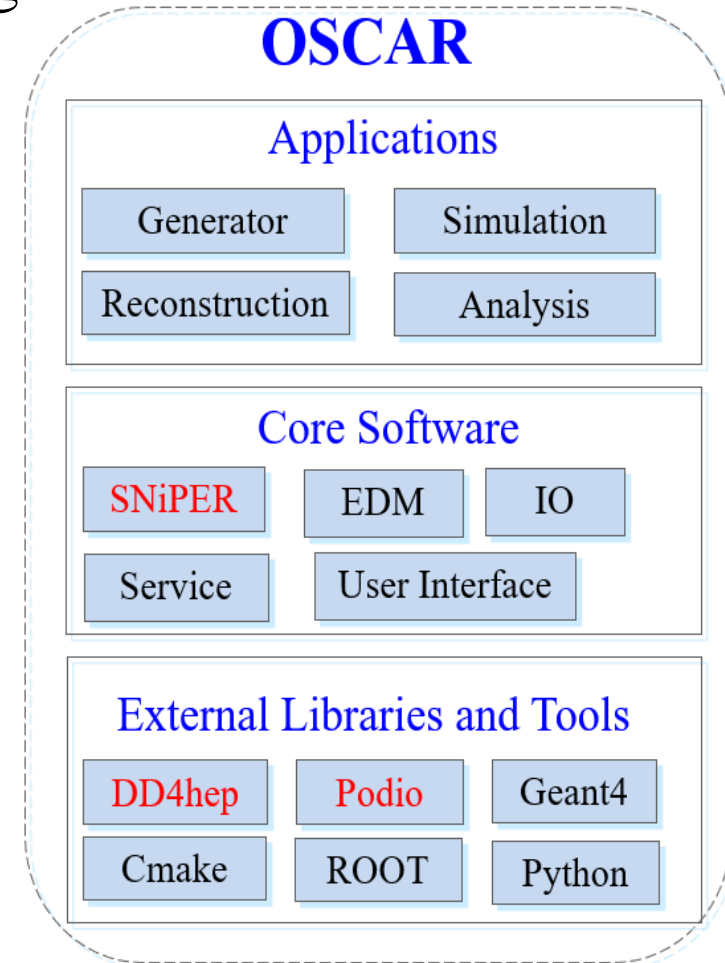 OSCAR
Applications
Generator
Simulation
Reconstruction
Analysis
Core Software
SNiPER
EDM
IO
Service
User Interface
External Libraries and Tools
DD4hep
Podio
Geant4
Cmake
ROOT
Python